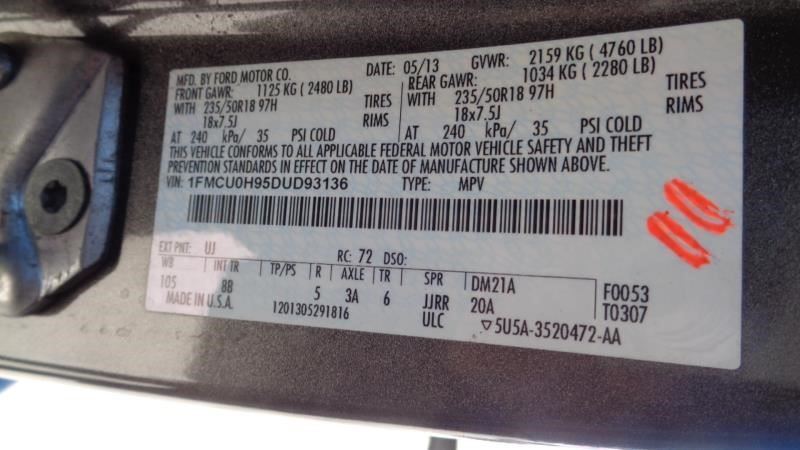 MFD. BY FORD MOTOR CO. DATE: 05/13 GVWR: 2159 KG ( 4760 LB)
FRONT GAWR: 1125 KG ( 2480 LB) REAR GAWR: 1034 KG ( 2280 LB)
WITH 235/50R18 97H TIRES WITH 235/50R18 97H TIRES
18x7.5J RIMS 18x7.5J RIMS
AT 240 kPa/ 35 PSI COLD AT 240 kPa/ 35 PSI COLD
THIS VEHICLE CONFORMS TO ALL APPLICABLE FEDERAL MOTOR VEHICLE SAFETY AND THEFT
PREVENTION STANDARDS IN EFFECT ON THE DATE OF MANUFACTURE SHOWN ABOVE.
VIN: 1FMCU0H95DUD93136 TYPE: MPV
EXT PNT: UJ RC: 72 DSO:
WB INT TR TP/PS R AXLE TR SPR DM21A F0053
105 8B 5 3A 6 JJRR 20A T0307
MADE IN U.S.A. 1201305291816 ULC ▽5U5A-3520472-AA